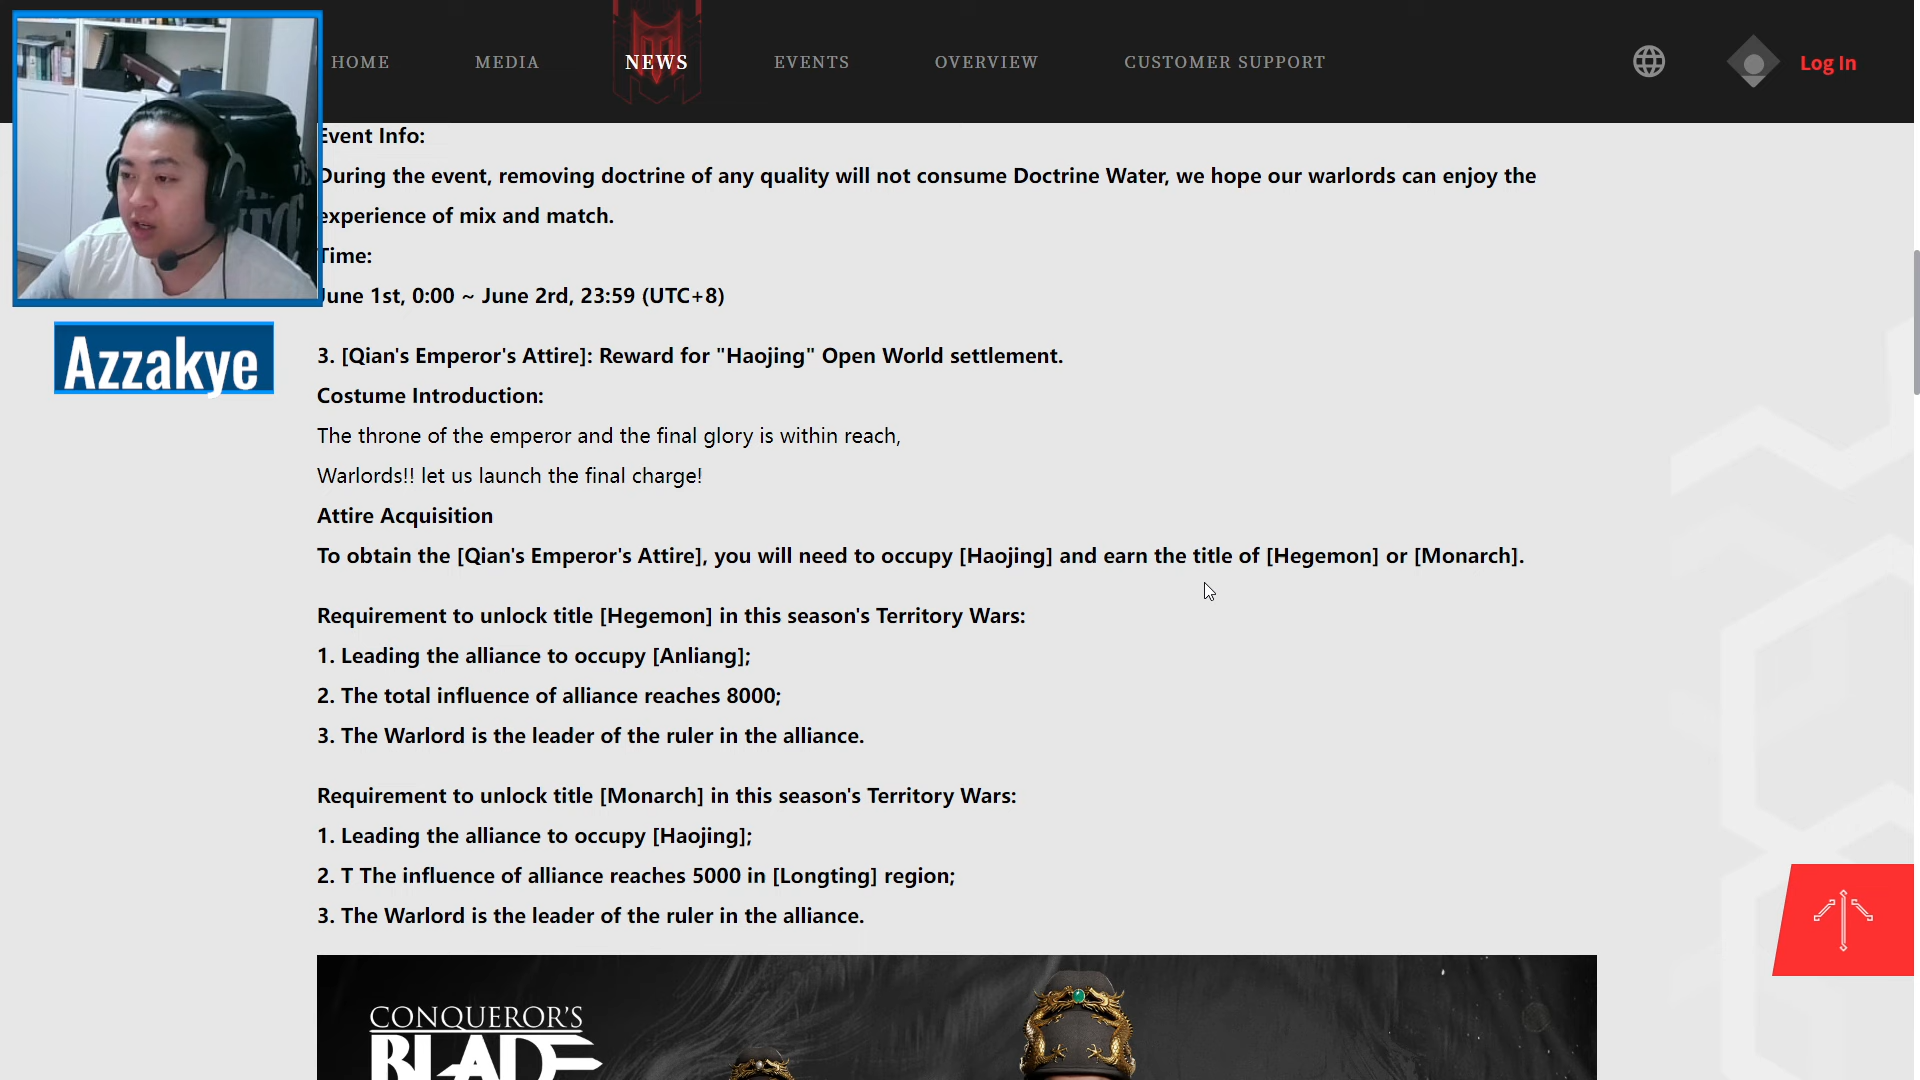 HOME
MEDIA
NEWS
EVENTS
OVERVIEW
CUSTOMER SUPPORT
Log In
Event Info:
During the event, removing doctrine of any quality will not consume Doctrine Water, we hope our warlords can enjoy the
experience of mix and match.
Time:
June 1st, 0:00 ~ June 2rd, 23:59 (UTC+8)
Azzakye
3. [Qian's Emperor's Attire]: Reward for "Haojing" Open World settlement.
Costume Introduction:
The throne of the emperor and the final glory is within reach,
Warlords!! let us launch the final charge!
Attire Acquisition
To obtain the [Qian's Emperor's Attire], you will need to occupy [Haojing] and earn the title of [Hegemon] or [Monarch].
Requirement to unlock title [Hegemon] in this season's Territory Wars:
1. Leading the alliance to occupy [Anliang];
2. The total influence of alliance reaches 8000;
3. The Warlord is the leader of the ruler in the alliance.
Requirement to unlock title [Monarch] in this season's Territory Wars:
1. Leading the alliance to occupy [Haojing];
2. T The influence of alliance reaches 5000 in [Longting] region;
3. The Warlord is the leader of the ruler in the alliance.
CONQUEROR'S
BLADE